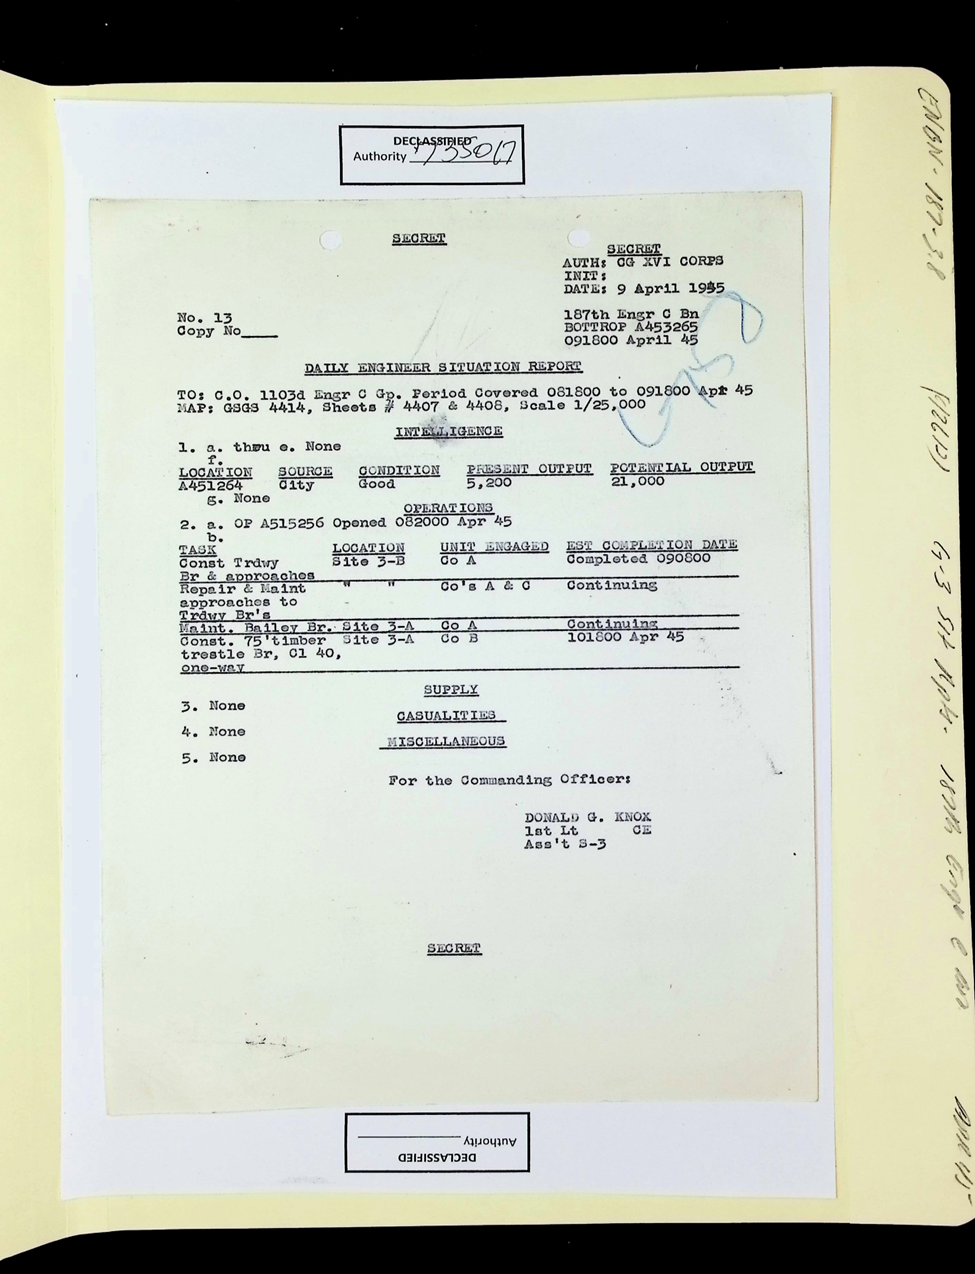 DECLASSIFIED
Authority 735017
SECRET
SECRET
AUTH: CG XVI CORPS
INIT:
DATE: 9 April 1945
No. 13
Copy No____
187th Engr C Bn
BOTTROP A453265
091800 April 45
DAILY ENGINEER SITUATION REPORT
TO: C.O. 1103d Engr C Gp. Period Covered 081800 to 091800 Apr 45
MAP: GSGS 4414, Sheets # 4407 & 4408, Scale 1/25,000
INTELLIGENCE
1. a. thru e. None
f.
LOCATION SOURCE CONDITION PRESENT OUTPUT POTENTIAL OUTPUT
A451264 City Good 5,200 21,000
g. None
OPERATIONS
2. a. OP A515256 Opened 082000 Apr 45
b.
TASK LOCATION UNIT ENGAGED EST COMPLETION DATE
Const Trdwy Site 3-B Co A Completed 090800
Br & approaches
Repair & Maint " " Co's A & C Continuing
approaches to
Trdwy Br's
Maint. Bailey Br. Site 3-A Co A Continuing
Const. 75'timber Site 3-A Co B 101800 Apr 45
trestle Br, Cl 40,
one-way
SUPPLY
3. None
CASUALITIES
4. None
MISCELLANEOUS
5. None
For the Commanding Officer:
DONALD G. KNOX
1st Lt CE
Ass't S-3
SECRET
DECLASSIFIED
Authority
ENGN-187-3.8
G-3 Sit Rpts. 187th Engr C Bn